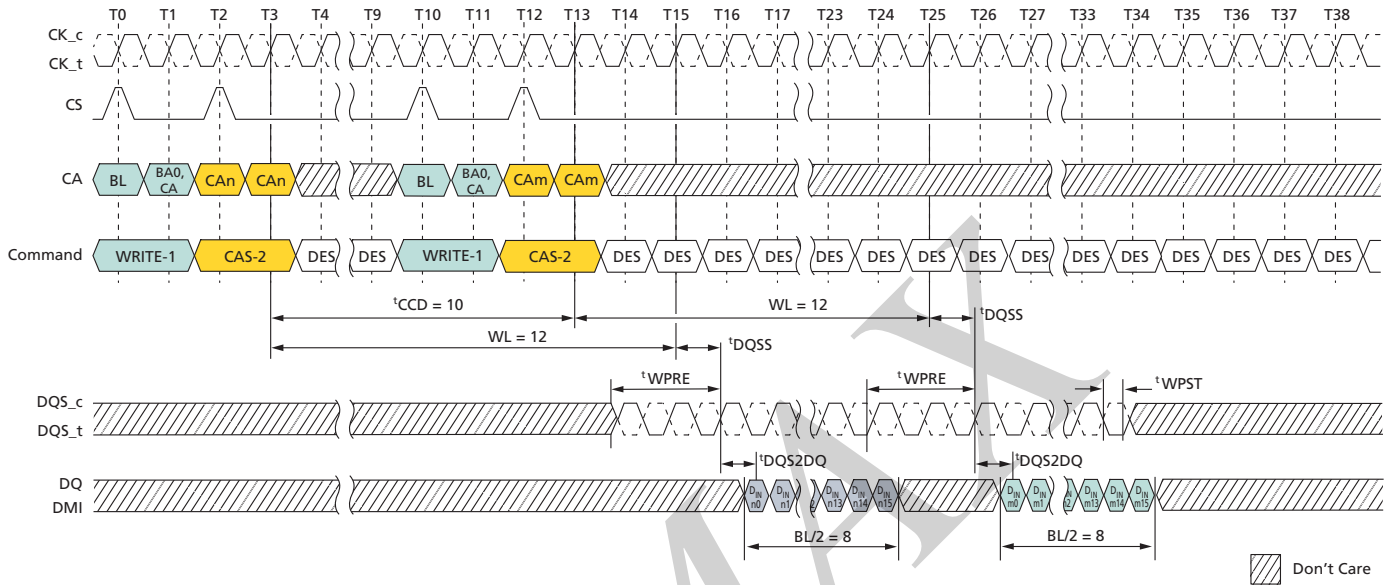 T0 T1 T2 T3 T4 T9 T10 T11 T12 T13 T14 T15 T16 T17 T23 T24 T25 T26 T27 T33 T34 T35 T36 T37 T38
CK_c
CK_t
CS
CA BL BA0, CA CAn CAn BL BA0, CA CAm CAm
Command WRITE-1 CAS-2 DES DES WRITE-1 CAS-2 DES DES DES DES DES DES DES DES DES DES DES DES DES DES DES
tCCD = 10 WL = 12 tDQSS
WL = 12 tDQSS
tWPRE tWPRE tWPST
DQS_c
DQS_t
tDQS2DQ tDQS2DQ
DQ
DMI
DIN n0 DIN n1 DIN n13 DIN n14 DIN n15 DIN m0 DIN m1 DIN m13 DIN m14 DIN m15
BL/2 = 8 BL/2 = 8
Don't Care